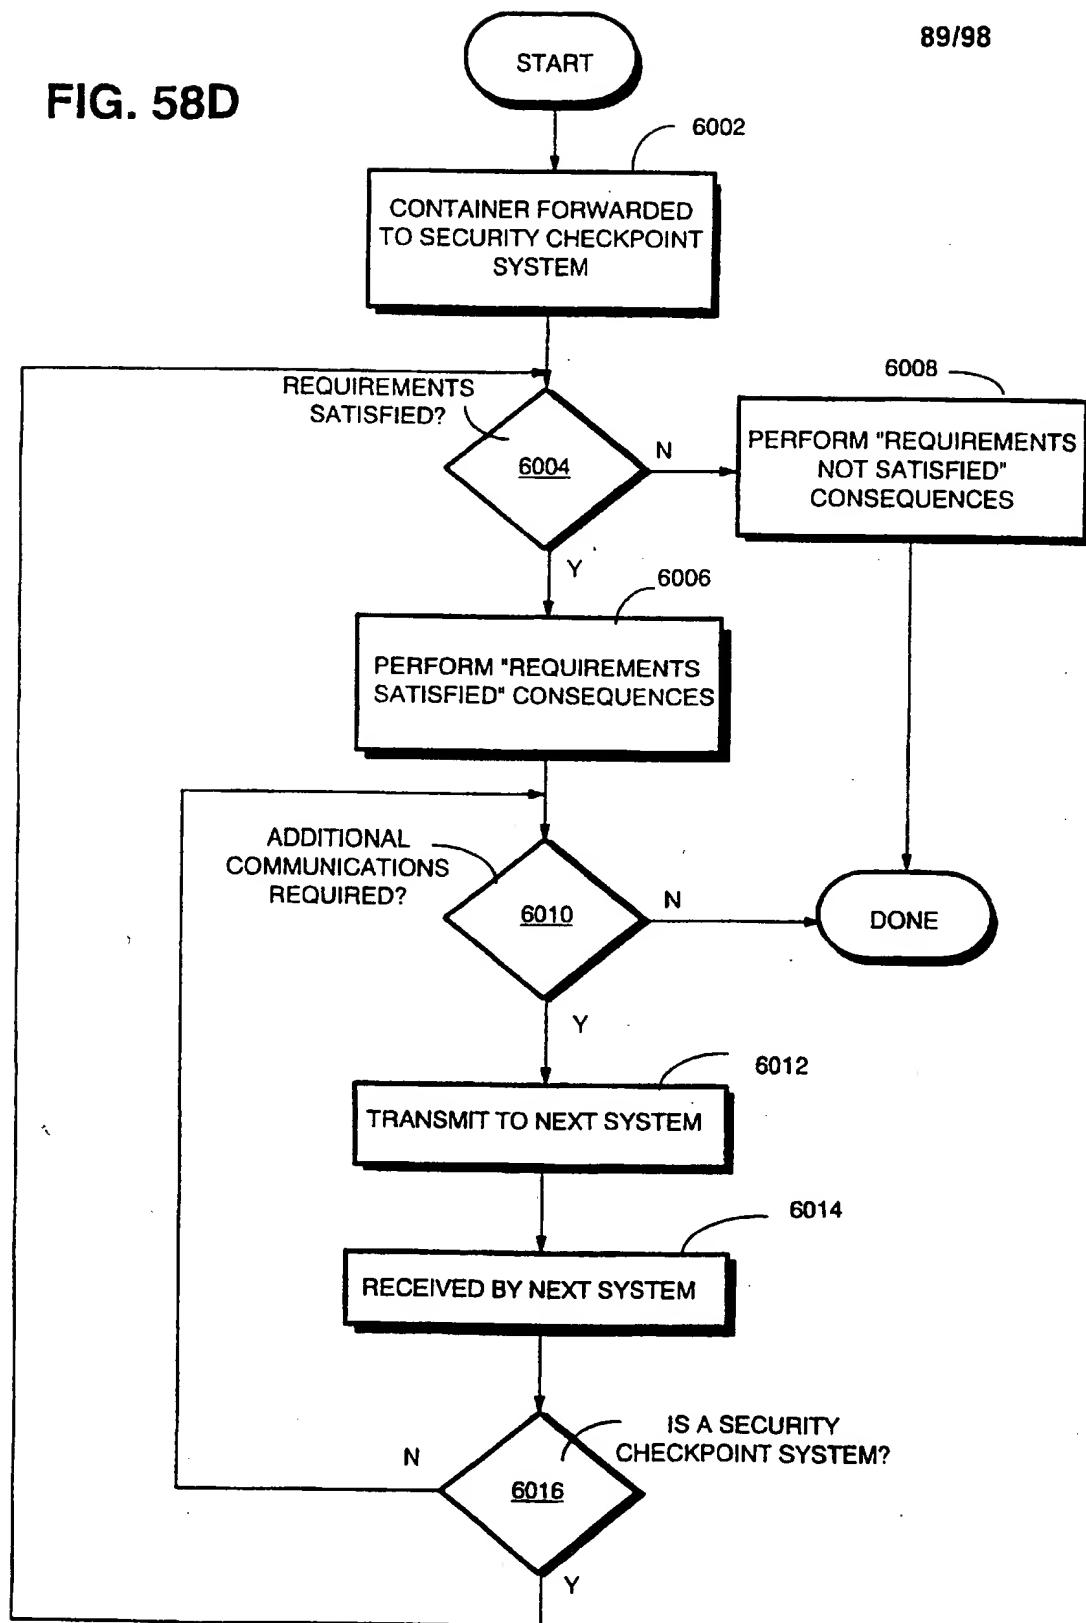 89/98
FIG. 58D
START
6002
CONTAINER FORWARDED
TO SECURITY CHECKPOINT
SYSTEM
REQUIREMENTS
SATISFIED?
6004
N
6008
PERFORM "REQUIREMENTS
NOT SATISFIED"
CONSEQUENCES
Y
6006
PERFORM "REQUIREMENTS
SATISFIED" CONSEQUENCES
ADDITIONAL
COMMUNICATIONS
REQUIRED?
6010
N
DONE
Y
6012
TRANSMIT TO NEXT SYSTEM
6014
RECEIVED BY NEXT SYSTEM
IS A SECURITY
CHECKPOINT SYSTEM?
N
6016
Y